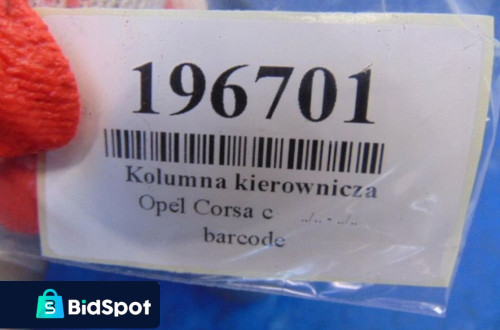 196701
Kolumna kierownicza
Opel Corsa c ../.. - ../..
barcode
BidSpot